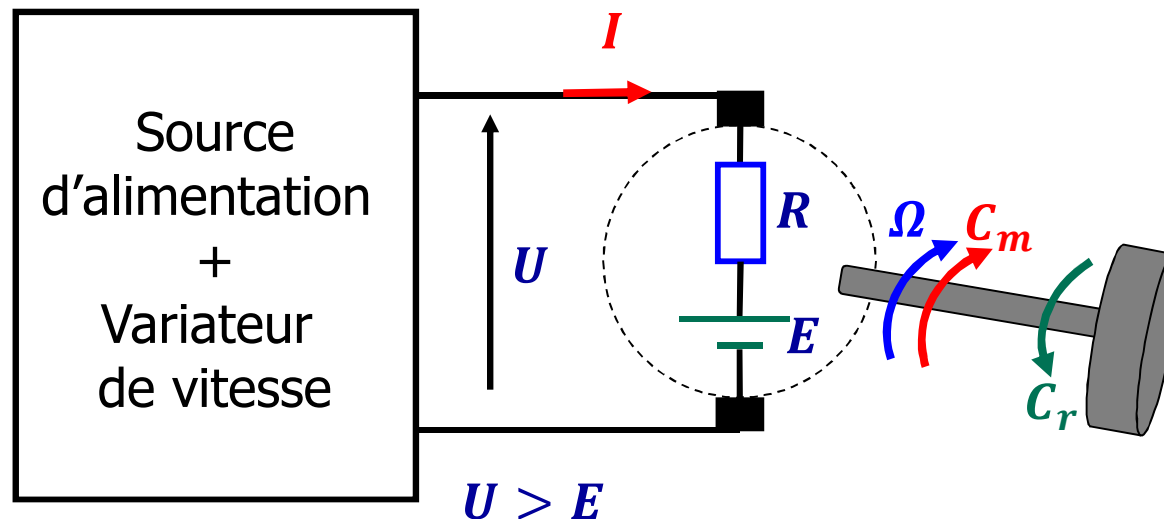 I
Source
d'alimentation
+
Variateur
de vitesse
U
R
E
Ω
C_m
C_r
U > E